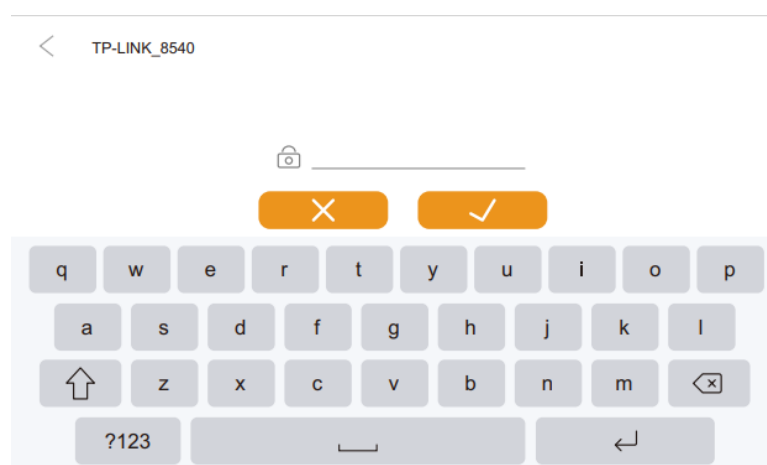 TP-LINK_8540
q w e r t y u i o p
a s d f g h j k l
z x c v b n m
?123